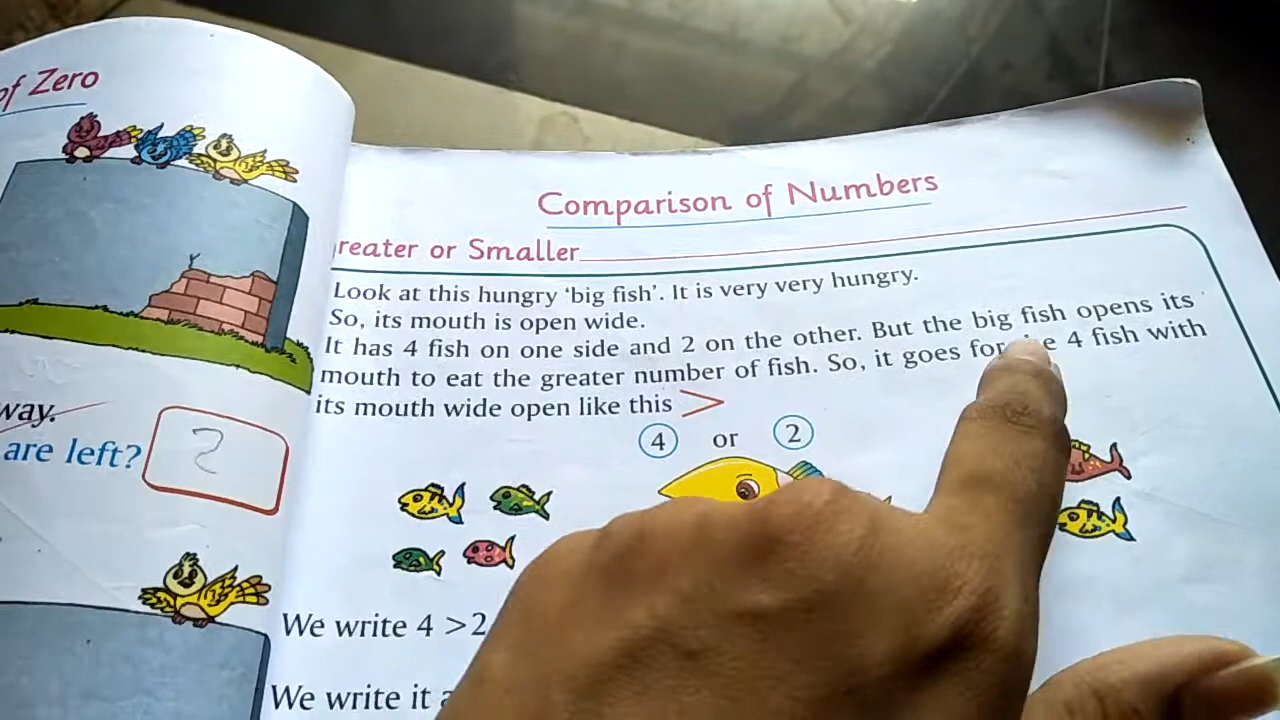 of Zero
Comparison of Numbers
reater or Smaller
Look at this hungry 'big fish'. It is very very hungry.
So, its mouth is open wide.
It has 4 fish on one side and 2 on the other. But the big fish opens its
mouth to eat the greater number of fish. So, it goes for 4 fish with
its mouth wide open like this >
4 or 2
way.
are left? 2
We write 4 >2
We write it